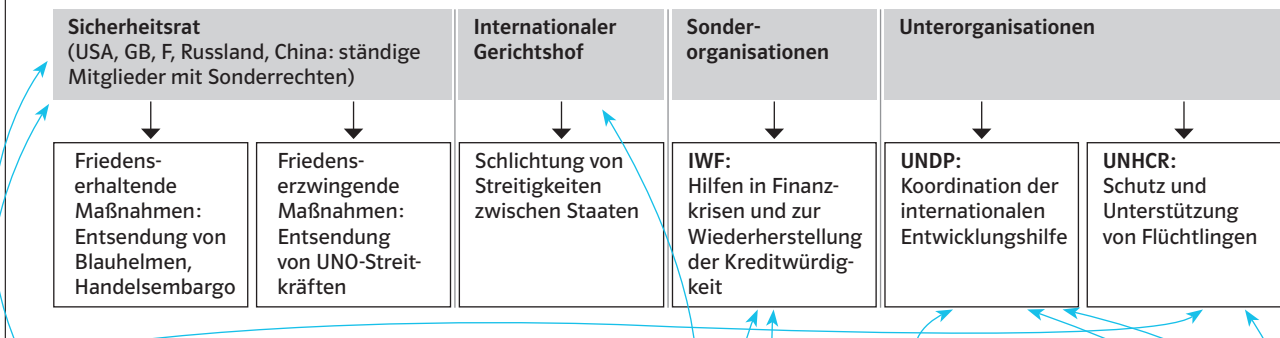 Sicherheitsrat
(USA, GB, F, Russland, China: ständige
Mitglieder mit Sonderrechten)
Internationaler
Gerichtshof
Sonder-
organisationen
Unterorganisationen
Friedens-
erhaltende
Maßnahmen:
Entsendung von
Blauhelmen,
Handelsembargo
Friedens-
erzwingende
Maßnahmen:
Entsendung
von UNO-Streit-
kräften
Schlichtung von
Streitigkeiten
zwischen Staaten
IWF:
Hilfen in Finanz-
krisen und zur
Wiederherstellung
der Kreditwürdig-
keit
UNDP:
Koordination der
internationalen
Entwicklungshilfe
UNHCR:
Schutz und
Unterstützung
von Flüchtlingen